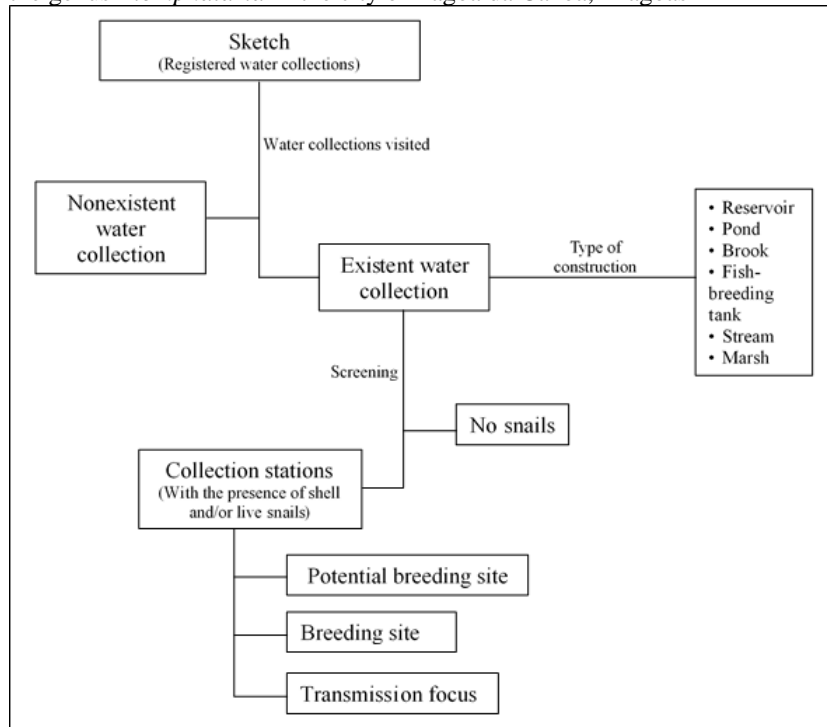 Sketch
(Registered water collections)
Water collections visited
Nonexistent
water
collection
Existent water
collection
Type of
construction
• Reservoir
• Pond
• Brook
• Fish-
breeding
tank
• Stream
• Marsh
Screening
No snails
Collection stations
(With the presence of shell
and/or live snails)
Potential breeding site
Breeding site
Transmission focus